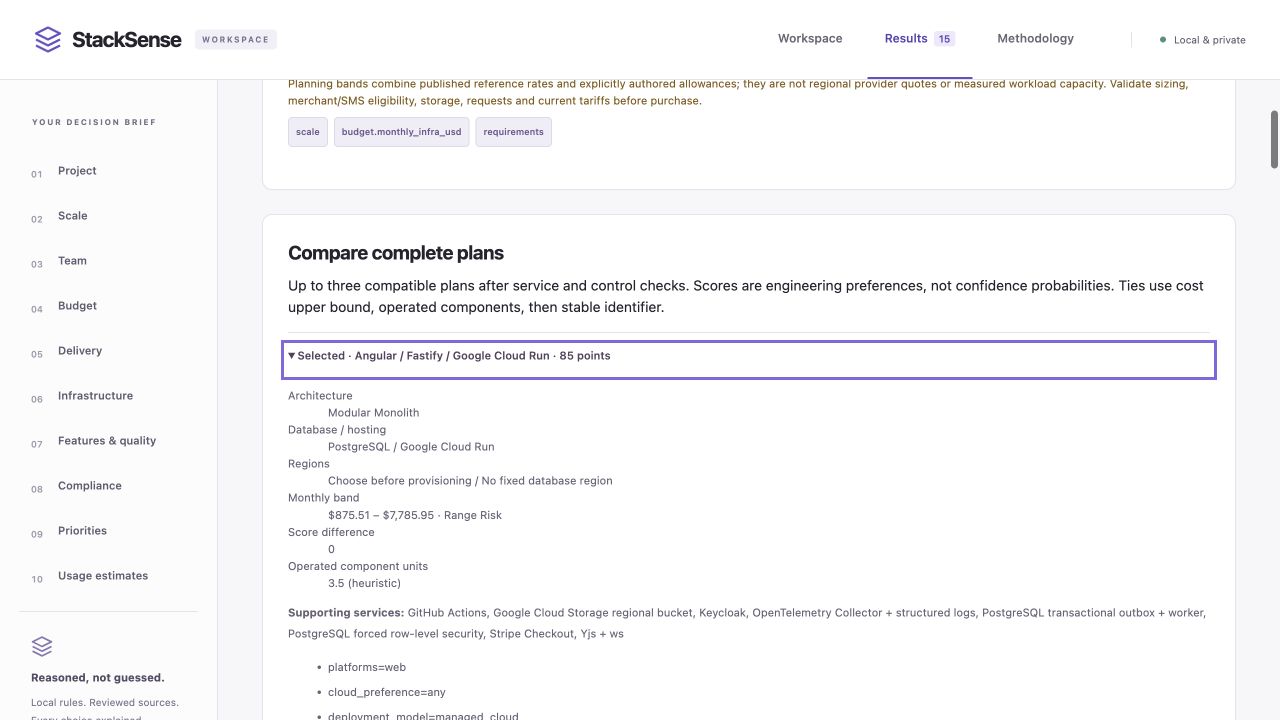 StackSense
WORKSPACE
Workspace
Results 15
Methodology
Local & private
YOUR DECISION BRIEF
01 Project
02 Scale
03 Team
04 Budget
05 Delivery
06 Infrastructure
07 Features & quality
08 Compliance
09 Priorities
10 Usage estimates
Reasoned, not guessed.
Local rules. Reviewed sources.
Every choice explained.
Planning bands combine published reference rates and explicitly authored allowances; they are not regional provider quotes or measured workload capacity. Validate sizing,
merchant/SMS eligibility, storage, requests and current tariffs before purchase.
scale
budget.monthly_infra_usd
requirements
Compare complete plans
Up to three compatible plans after service and control checks. Scores are engineering preferences, not confidence probabilities. Ties use cost
upper bound, operated components, then stable identifier.
Selected · Angular / Fastify / Google Cloud Run · 85 points
Architecture
Modular Monolith
Database / hosting
PostgreSQL / Google Cloud Run
Regions
Choose before provisioning / No fixed database region
Monthly band
$875.51 – $7,785.95 · Range Risk
Score difference
0
Operated component units
3.5 (heuristic)
Supporting services: GitHub Actions, Google Cloud Storage regional bucket, Keycloak, OpenTelemetry Collector + structured logs, PostgreSQL transactional outbox + worker,
PostgreSQL forced row-level security, Stripe Checkout, Yjs + ws
• platforms=web
• cloud_preference=any
• deployment_model=managed_cloud